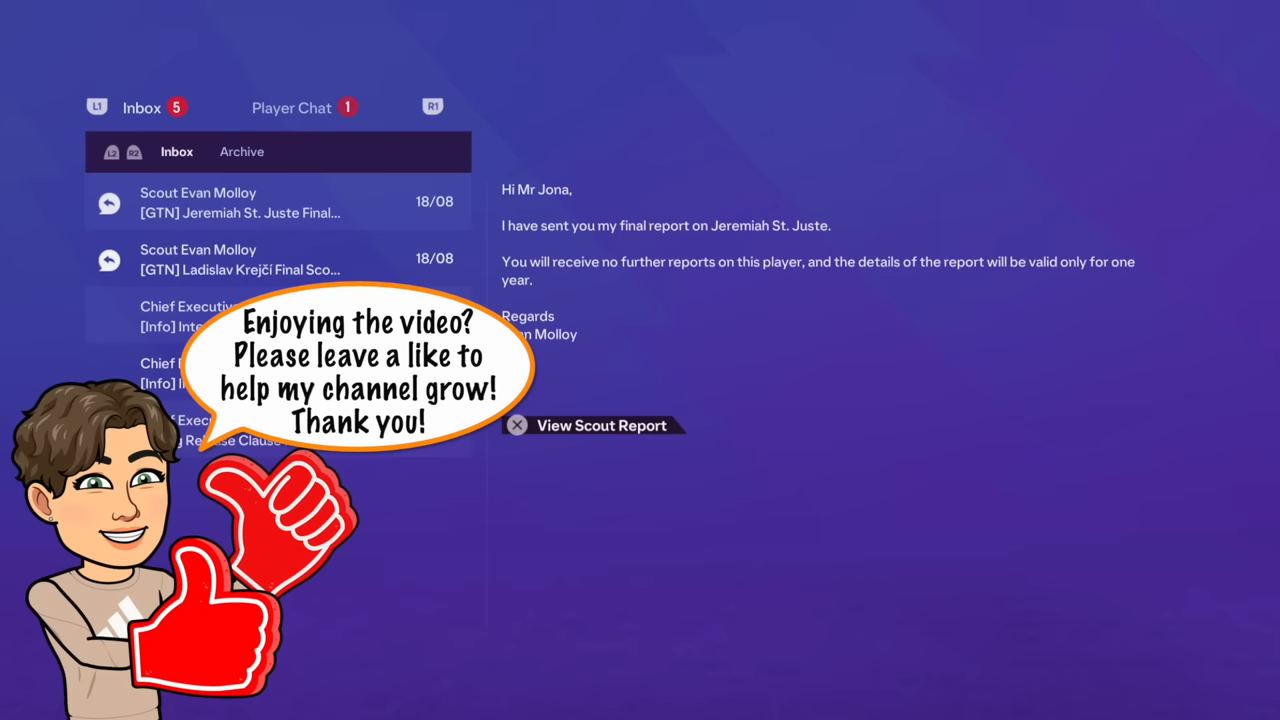 L1 Inbox 5 Player Chat 1 R1
L2 R2 Inbox Archive
Scout Evan Molloy 18/08
[GTN] Jeremiah St. Juste Final...
Scout Evan Molloy 18/08
[GTN] Ladislav Krejčí Final Sco...
Chief Executiv
[Info] Int
Chief
[Info]
Clause
Enjoying the video?
Please leave a like to
help my channel grow!
Thank you!
Hi Mr Jona,
I have sent you my final report on Jeremiah St. Juste.
You will receive no further reports on this player, and the details of the report will be valid only for one
year.
Regards
Molloy
View Scout Report